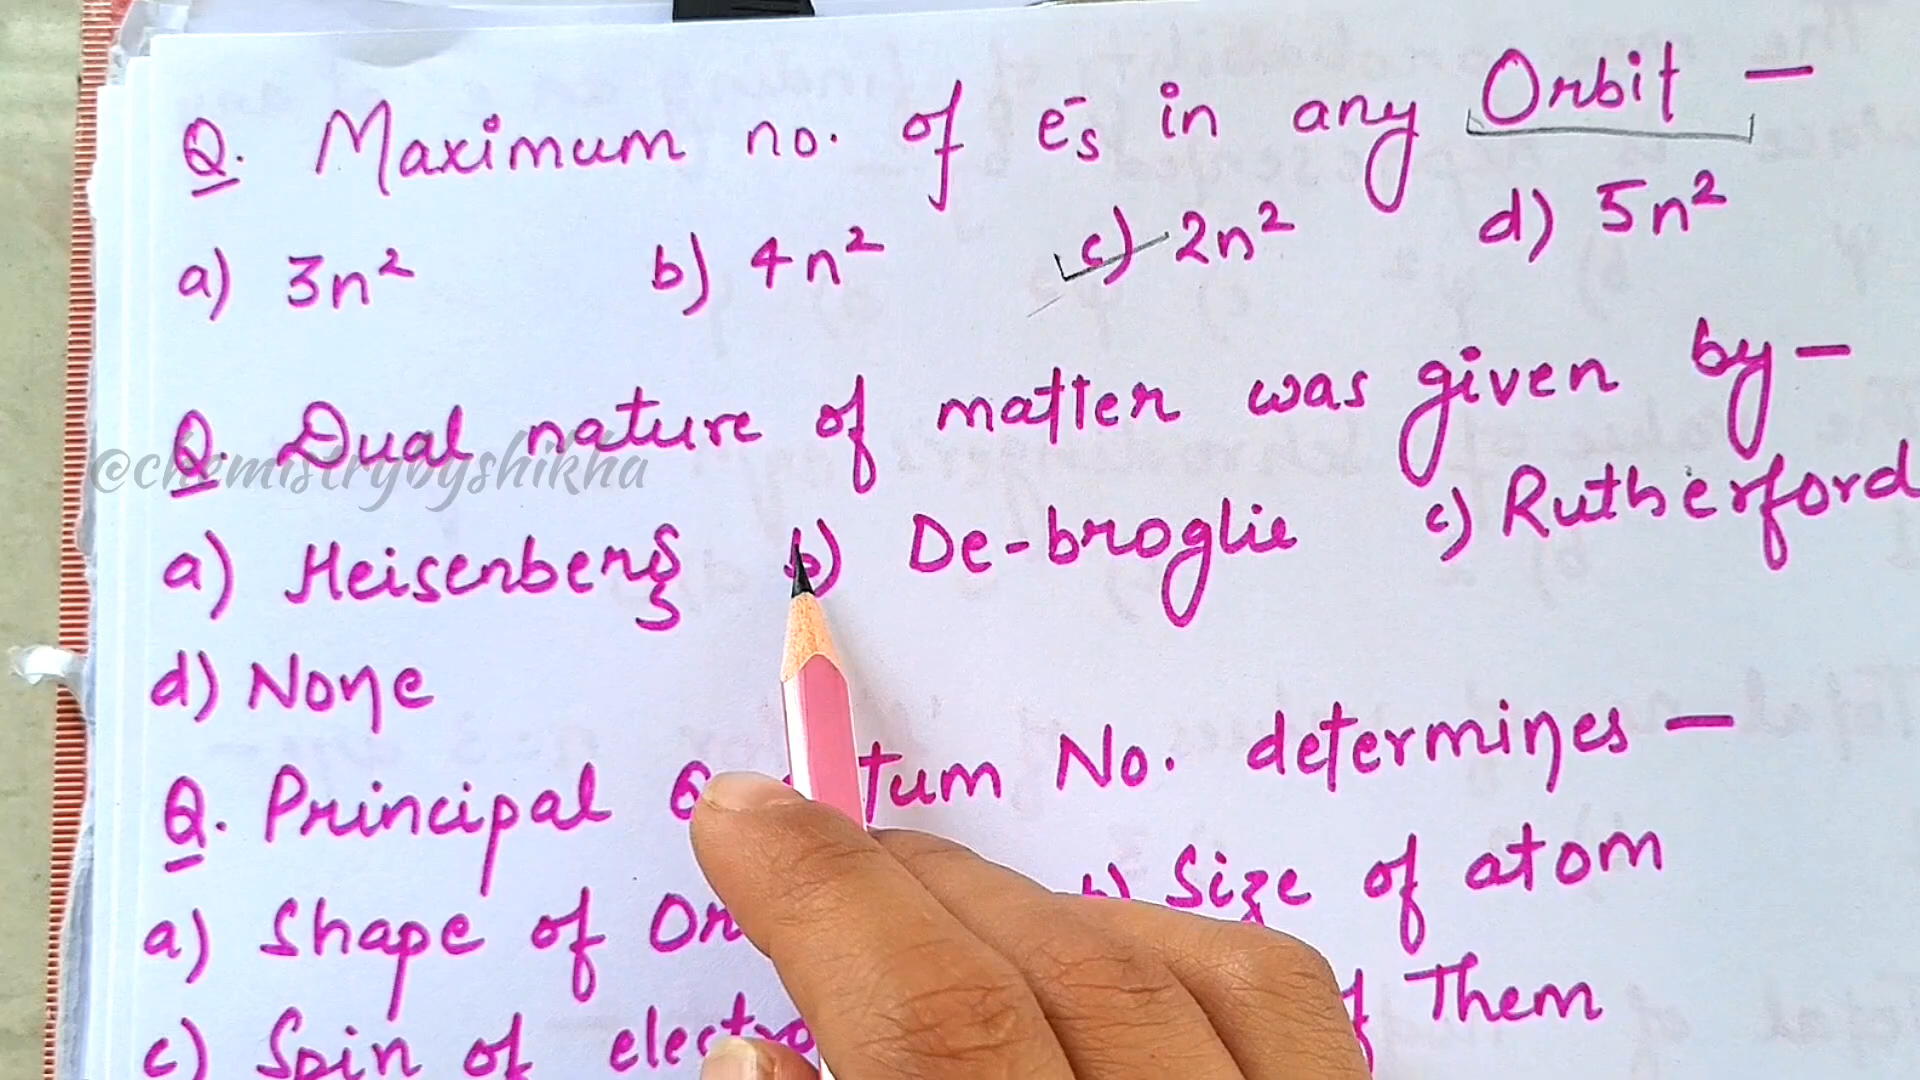 Q. Maximum no. of e⁻s in any Orbit –
a) 3n² b) 4n² c) 2n² d) 5n²
Q. Dual nature of matter was given by –
@chemistrybyshikha
a) Heisenberg b) De-broglie c) Rutherford
d) None
Q. Principal No. determines –
a) Shape of b) Size of atom
c) Spin of Them